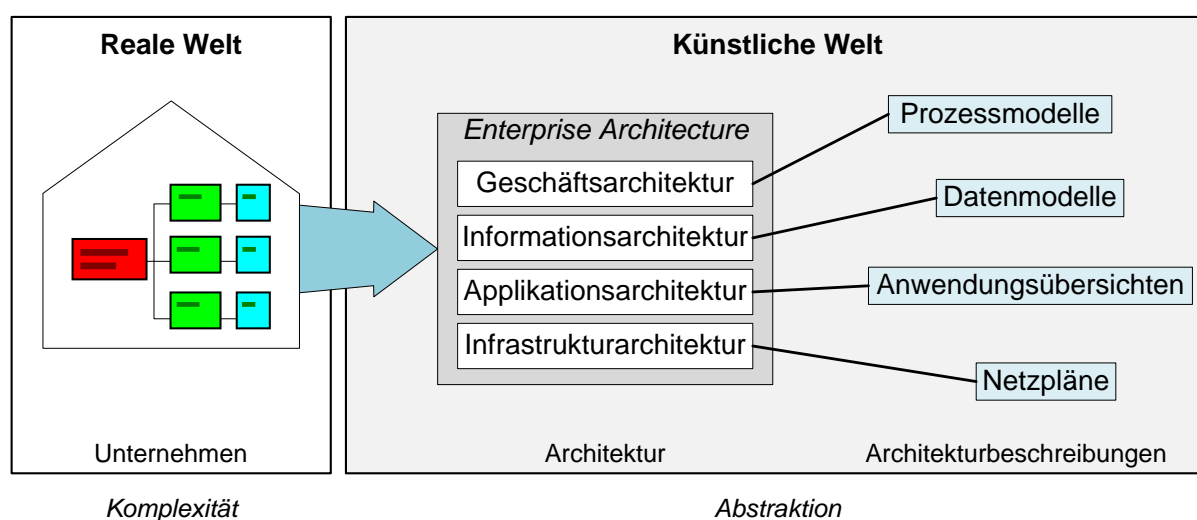 Reale Welt
Künstliche Welt
Enterprise Architecture
Geschäftsarchitektur
Informationsarchitektur
Applikationsarchitektur
Infrastrukturarchitektur
Prozessmodelle
Datenmodelle
Anwendungsübersichten
Netzpläne
Unternehmen
Architektur
Architekturbeschreibungen
Komplexität
Abstraktion